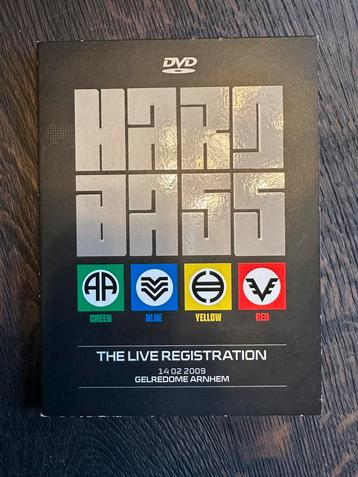 DVD
HARD
BASS
GREEN BLUE YELLOW RED
THE LIVE REGISTRATION
14 02 2009
GELREDOME ARNHEM